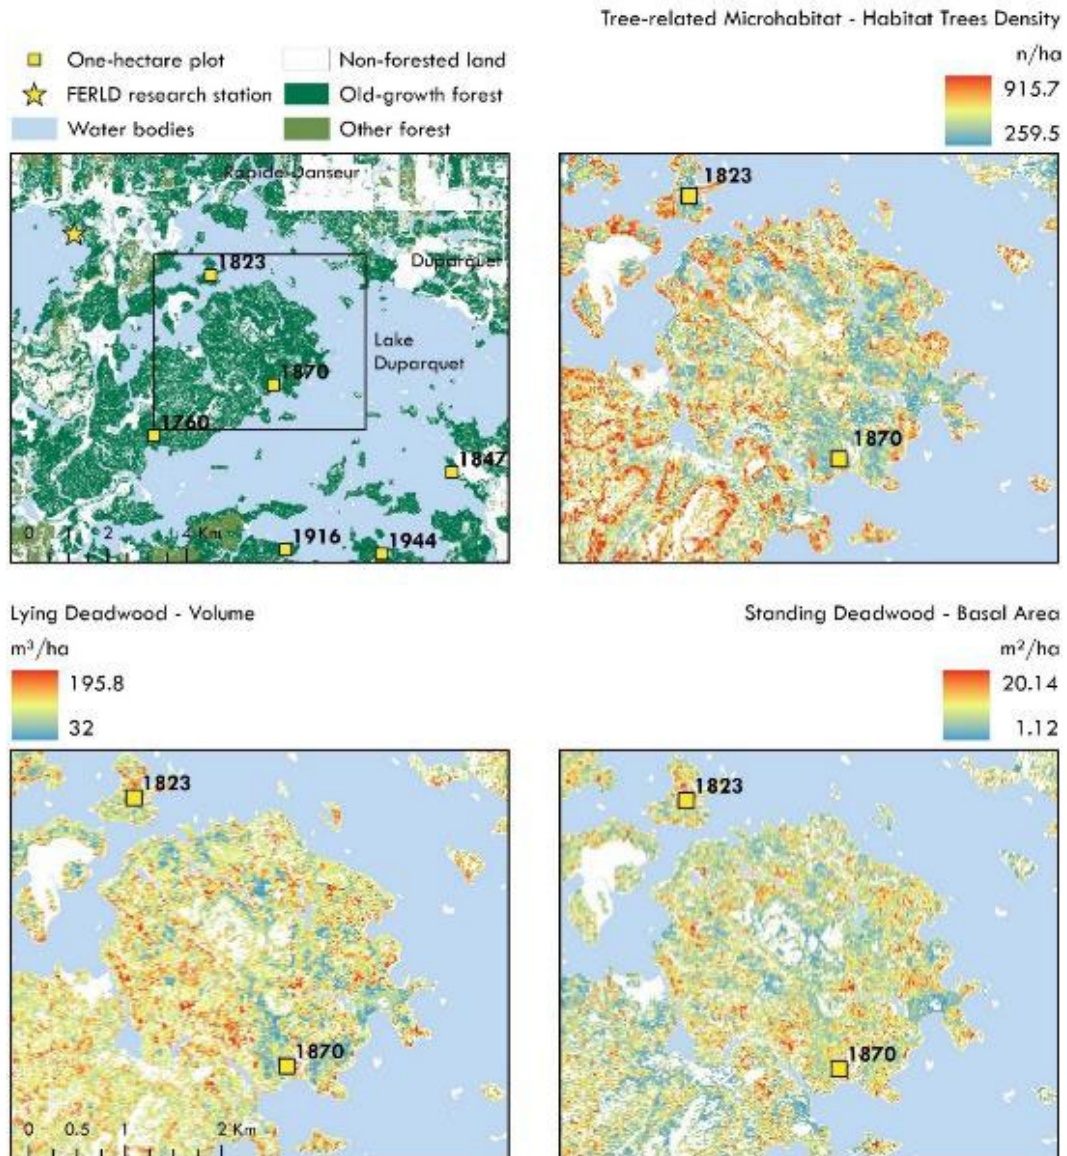 Tree-related Microhabitat - Habitat Trees Density
n/ha
915.7
259.5
One-hectare plot
Non-forested land
FERLD research station
Old-growth forest
Water bodies
Other forest
Rapide-Danseur
1823
Duparquet
Lake
Duparquet
1870
1760
1847
0 2 4 Km
1916
1944
1823
1870
Lying Deadwood - Volume
m³/ha
195.8
32
Standing Deadwood - Basal Area
m²/ha
20.14
1.12
1823
1870
0 0.5 1 2 Km
1823
1870